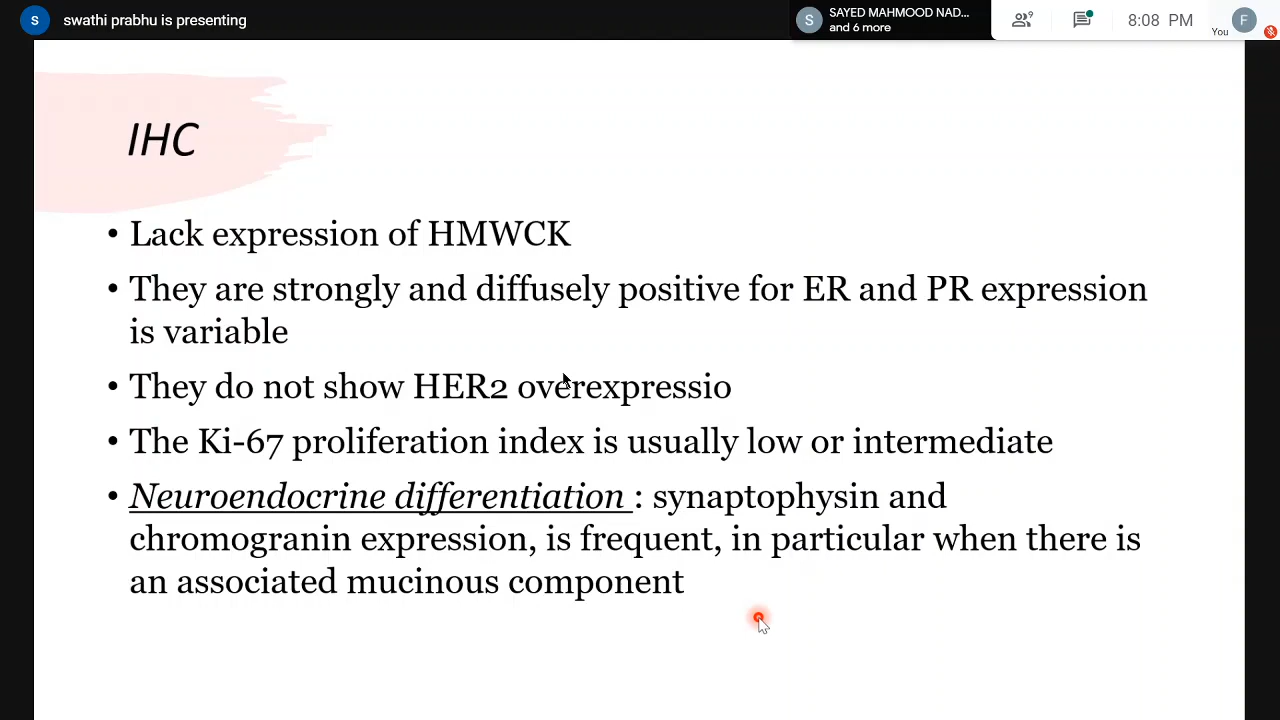 S swathi prabhu is presenting
S SAYED MAHMOOD NAD...
and 6 more
9
8:08 PM
You
F
IHC
• Lack expression of HMWCK
• They are strongly and diffusely positive for ER and PR expression
is variable
• They do not show HER2 overexpressio
• The Ki-67 proliferation index is usually low or intermediate
• Neuroendocrine differentiation : synaptophysin and
chromogranin expression, is frequent, in particular when there is
an associated mucinous component